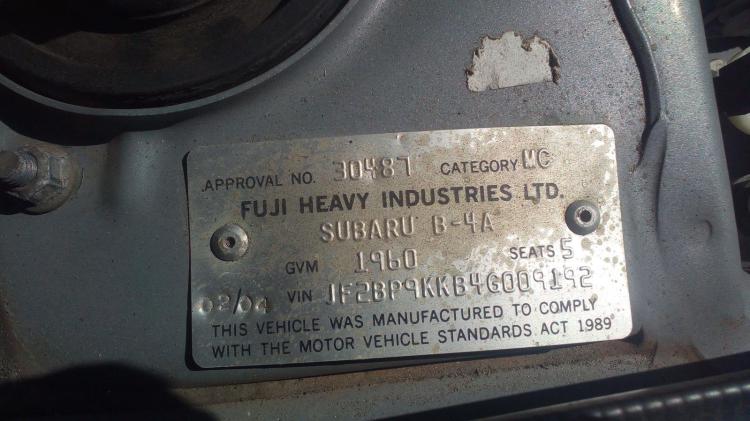 APPROVAL NO. 30487 CATEGORY MC
FUJI HEAVY INDUSTRIES LTD.
SUBARU B-4A
GVM 1960 SEATS 5
02/04 VIN JF2BP9KKB4G009192
THIS VEHICLE WAS MANUFACTURED TO COMPLY
WITH THE MOTOR VEHICLE STANDARDS ACT 1989